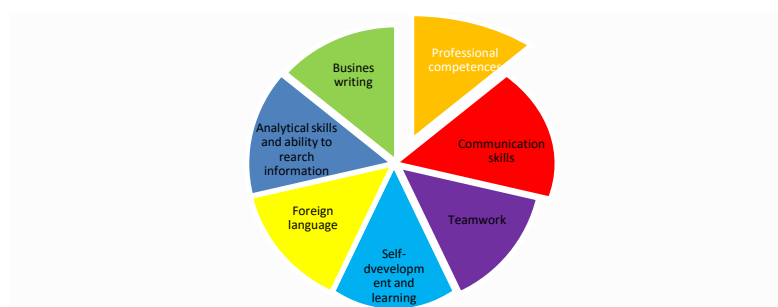 Professional
competences
Communication
skills
Teamwork
Self-
dvevelopm
ent and
learning
Foreign
language
Analytical skills
and ability to
rearch
information
Busines
writing